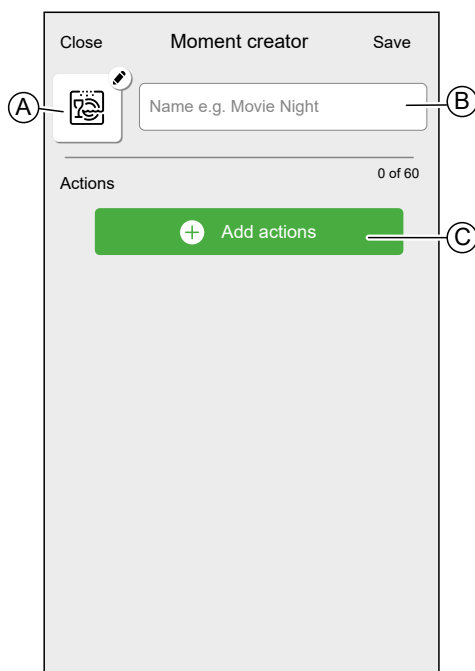 Close Moment creator Save
A
Name e.g. Movie Night
B
Actions 0 of 60
Add actions
C